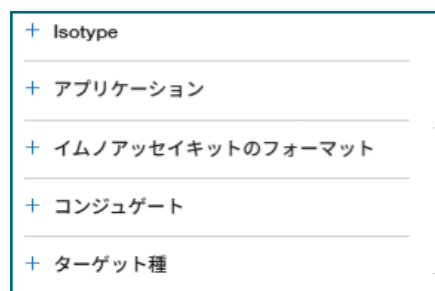 + Isotype
+ アプリケーション
+ イムノアッセイキットのフォーマット
+ コンジュゲート
+ ターゲット種